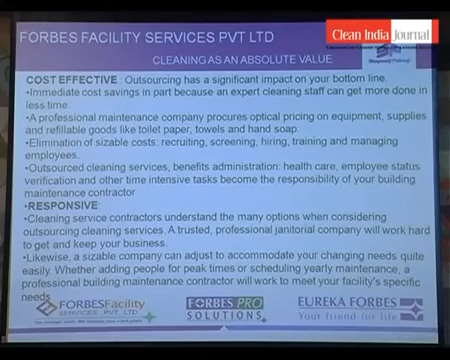 Clean India Journal
FORBES FACILITY SERVICES PVT LTD
CLEANING AS AN ABSOLUTE VALUE
COST EFFECTIVE : Outsourcing has a significant impact on your bottom line.
•Immediate cost savings in part because an expert cleaning staff can get more done in
less time.
•A professional maintenance company procures optical pricing on equipment, supplies
and refillable goods like toilet paper, towels and hand soap.
•Elimination of sizable costs: recruiting, screening, hiring, training and managing
employees.
•Outsourced cleaning services, benefits administration: health care, employee status
verification and other time intensive tasks become the responsibility of your building
maintenance contractor
•RESPONSIVE:
•Cleaning service contractors understand the many options when considering
outsourcing cleaning services. A trusted, professional janitorial company will work hard
to get and keep your business.
•Likewise, a sizable company can adjust to accommodate your changing needs quite
easily. Whether adding people for peak times or scheduling yearly maintenance, a
professional building maintenance contractor will work to meet your facility's specific
needs
FORBESFacility
SERVICES PVT. LTD
FORBES PRO
SOLUTIONS
EUREKA FORBES
Your friend for life